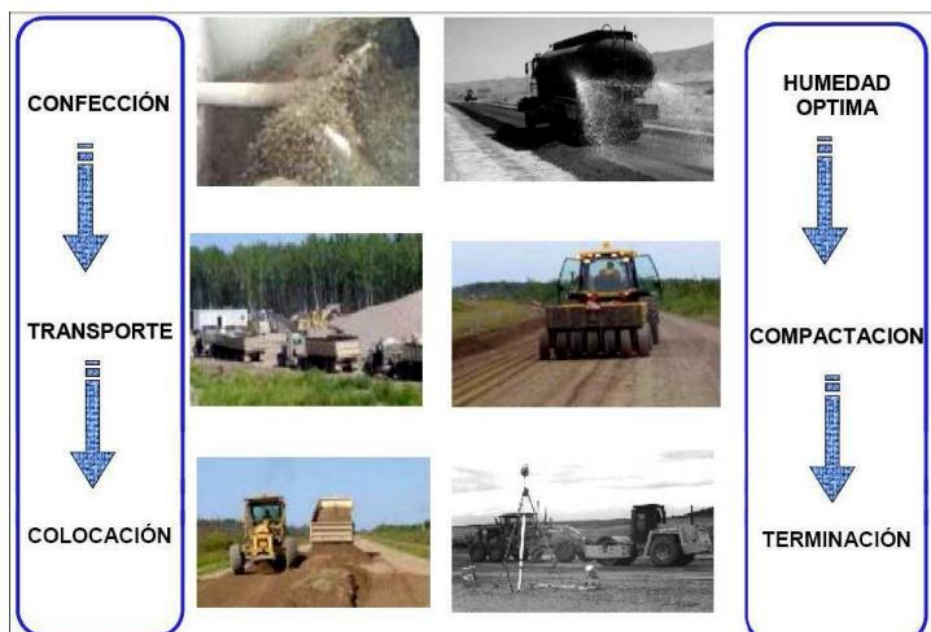 CONFECCIÓN
TRANSPORTE
COLOCACIÓN
HUMEDAD
OPTIMA
COMPACTACION
TERMINACIÓN